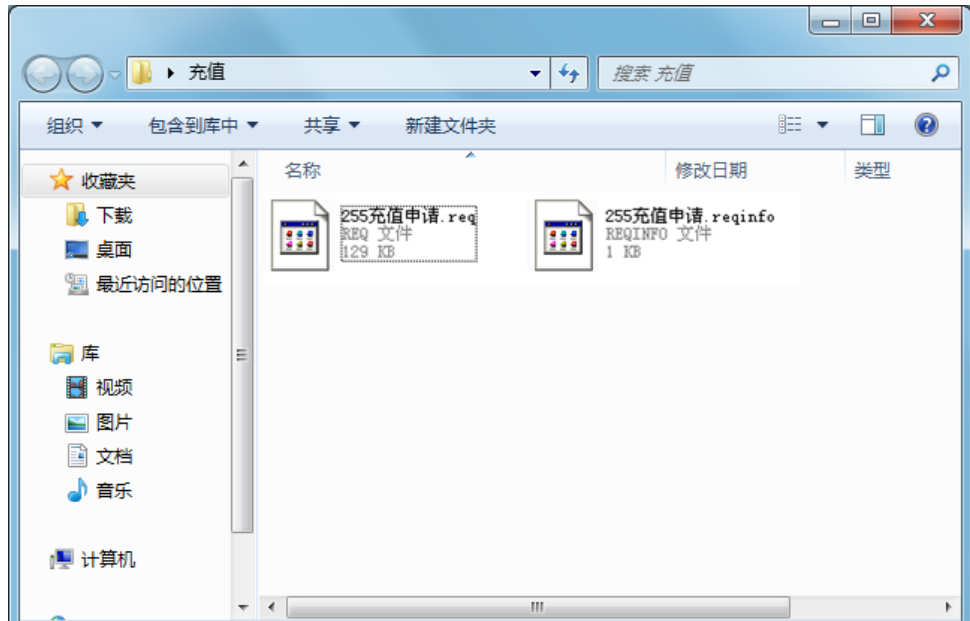 充值
搜索 充值
组织
包含到库中
共享
新建文件夹
收藏夹
下载
桌面
最近访问的位置
库
视频
图片
文档
音乐
计算机
名称
修改日期
类型
255充值申请.req
REQ 文件
129 KB
255充值申请.reqinfo
REQINFO 文件
1 KB